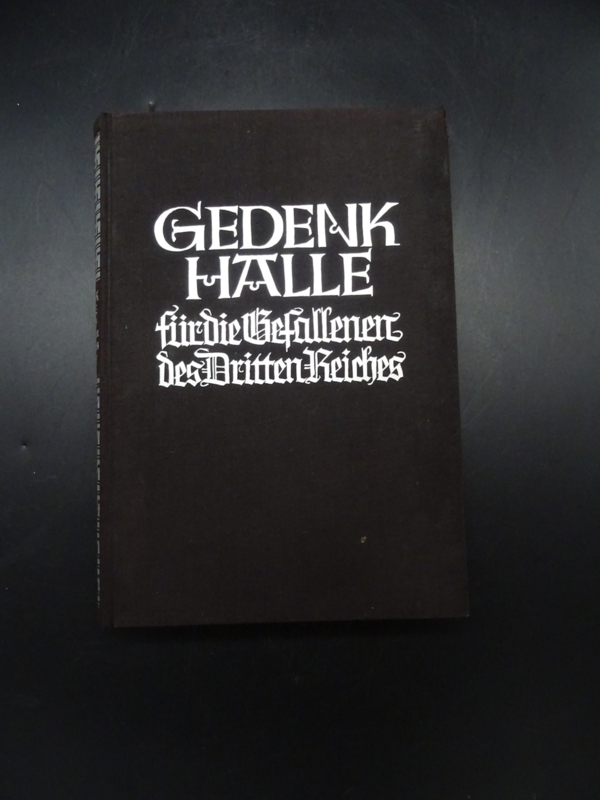 GEDENK
HALLE
für die Gefallenen
des Dritten Reiches